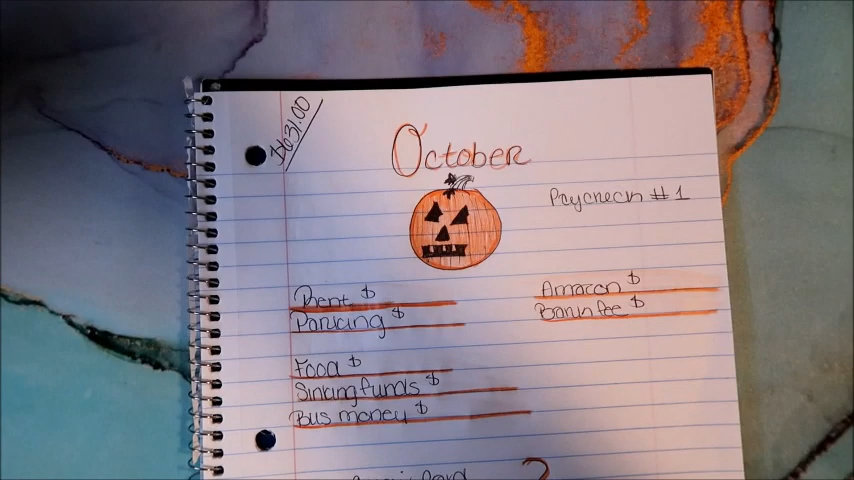 $631.00
October
Paycheck #1
Rent $
Parking $
Food $
Sinking funds $
Bus money $
Amazon $
Bank fee $
?